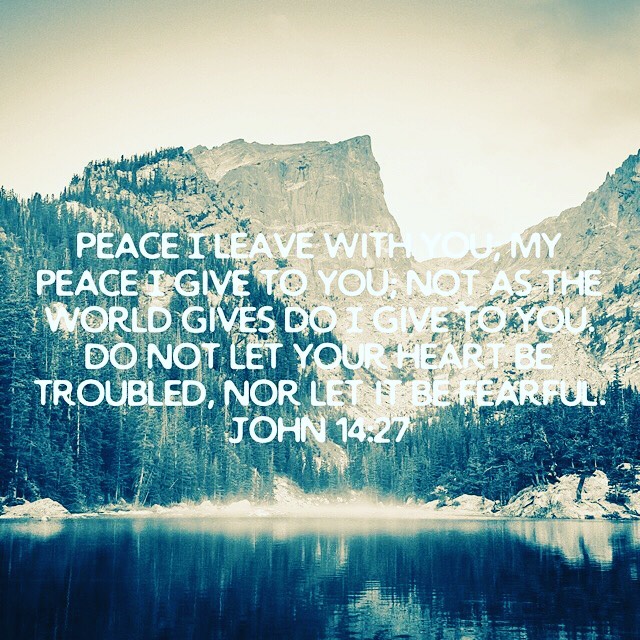 PEACE I LEAVE WITH YOU; MY
PEACE I GIVE TO YOU; NOT AS THE
WORLD GIVES DO I GIVE TO YOU.
DO NOT LET YOUR HEART BE
TROUBLED, NOR LET IT BE FEARFUL.
JOHN 14:27